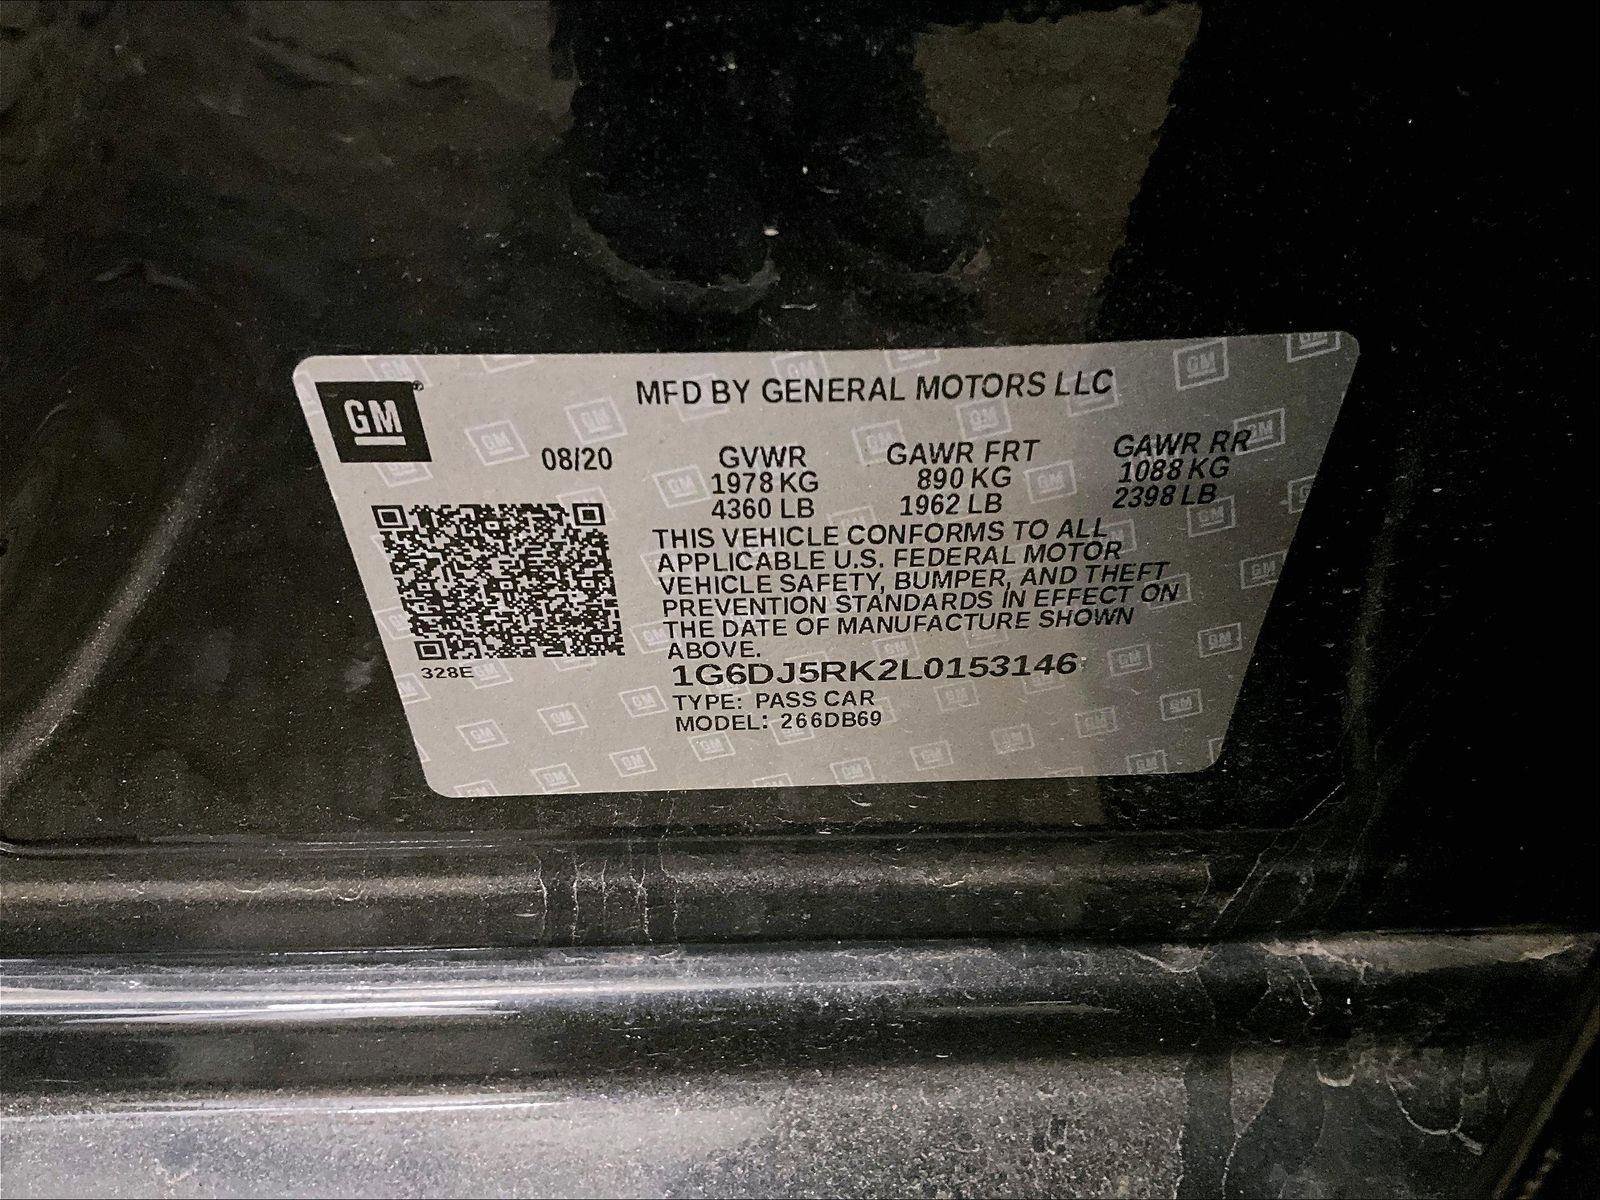 GM
MFD BY GENERAL MOTORS LLC
08/20
GVWR GAWR FRT GAWR RR
1978 KG 890 KG 1088 KG
4360 LB 1962 LB 2398 LB
THIS VEHICLE CONFORMS TO ALL
APPLICABLE U.S. FEDERAL MOTOR
VEHICLE SAFETY, BUMPER, AND THEFT
PREVENTION STANDARDS IN EFFECT ON
THE DATE OF MANUFACTURE SHOWN
ABOVE.
328E
1G6DJ5RK2L0153146
TYPE: PASS CAR
MODEL: 266DB69